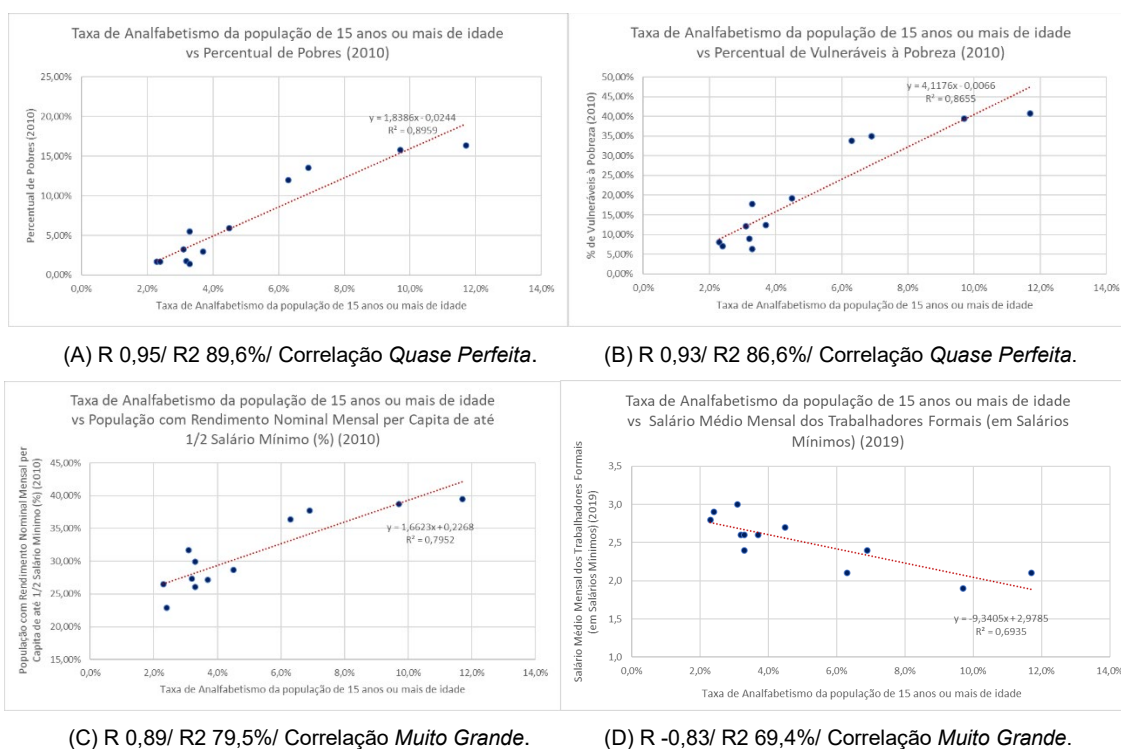 Taxa de Analfabetismo da população de 15 anos ou mais de idade
vs Percentual de Pobres (2010)
25,00%
20,00%
15,00%
10,00%
5,00%
0,00%
Percentual de Pobres (2010)
y = 1,8386x - 0,0244
R² = 0,8959
0,0%
2,0%
4,0%
6,0%
8,0%
10,0%
12,0%
14,0%
Taxa de Analfabetismo da população de 15 anos ou mais de idade
Taxa de Analfabetismo da população de 15 anos ou mais de idade
vs Percentual de Vulneráveis à Pobreza (2010)
50,00%
45,00%
40,00%
35,00%
30,00%
25,00%
20,00%
15,00%
10,00%
5,00%
0,00%
% de Vulneráveis à Pobreza (2010)
y = 4,1176x - 0,0066
R² = 0,8655
0,0%
2,0%
4,0%
6,0%
8,0%
10,0%
12,0%
14,0%
Taxa de Analfabetismo da população de 15 anos ou mais de idade
(A) R 0,95/ R2 89,6%/ Correlação Quase Perfeita.
(B) R 0,93/ R2 86,6%/ Correlação Quase Perfeita.
Taxa de Analfabetismo da população de 15 anos ou mais de idade
vs População com Rendimento Nominal Mensal per Capita de até
1/2 Salário Mínimo (%) (2010)
45,00%
40,00%
35,00%
30,00%
25,00%
20,00%
15,00%
População com Rendimento Nominal Mensal per
Capita de até 1/2 Salário Mínimo (%) (2010)
y = 1,6623x + 0,2268
R² = 0,7952
0,0%
2,0%
4,0%
6,0%
8,0%
10,0%
12,0%
14,0%
Taxa de Analfabetismo da população de 15 anos ou mais de idade
Taxa de Analfabetismo da população de 15 anos ou mais de idade
vs Salário Médio Mensal dos Trabalhadores Formais (em Salários
Mínimos) (2019)
3,5
3,0
2,5
2,0
1,5
1,0
Salário Médio Mensal dos Trabalhadores Formais
(em Salários Mínimos) (2019)
y = -9,3405x + 2,9785
R² = 0,6935
0,0%
2,0%
4,0%
6,0%
8,0%
10,0%
12,0%
14,0%
Taxa de Analfabetismo da população de 15 anos ou mais de idade
(C) R 0,89/ R2 79,5%/ Correlação Muito Grande.
(D) R -0,83/ R2 69,4%/ Correlação Muito Grande.